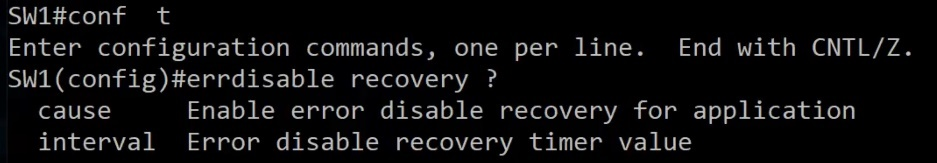 SW1#conf  t
Enter configuration commands, one per line.  End with CNTL/Z.
SW1(config)#errdisable recovery ?
  cause     Enable error disable recovery for application
  interval  Error disable recovery timer value